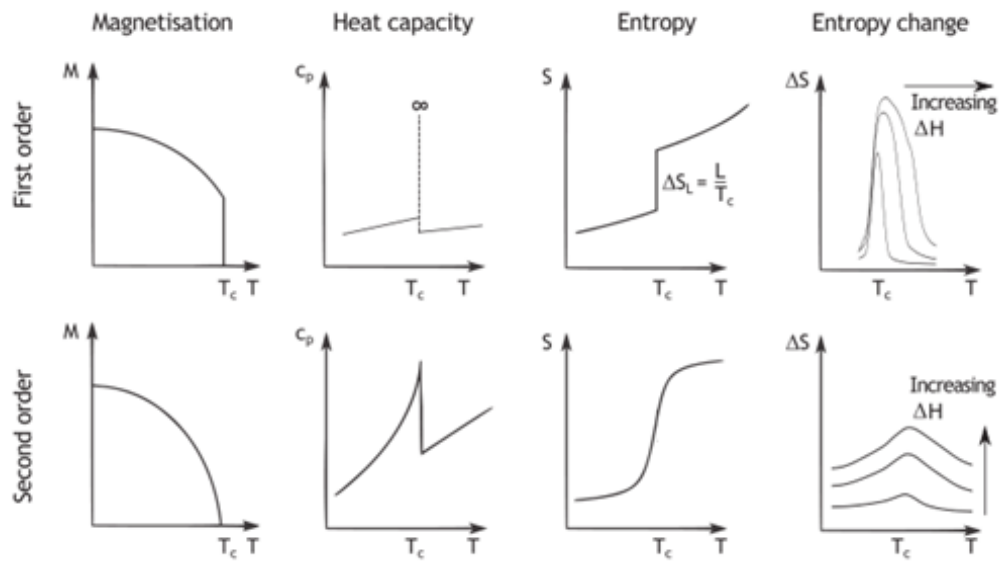 Magnetisation Heat capacity Entropy Entropy change
First order
M
T_c T
c_p
∞
T_c T
S
ΔS_L = L/T_c
T_c T
ΔS
Increasing
ΔH
T_c T
Second order
M
T_c T
c_p
T_c T
S
T_c T
ΔS
Increasing
ΔH
T_c T